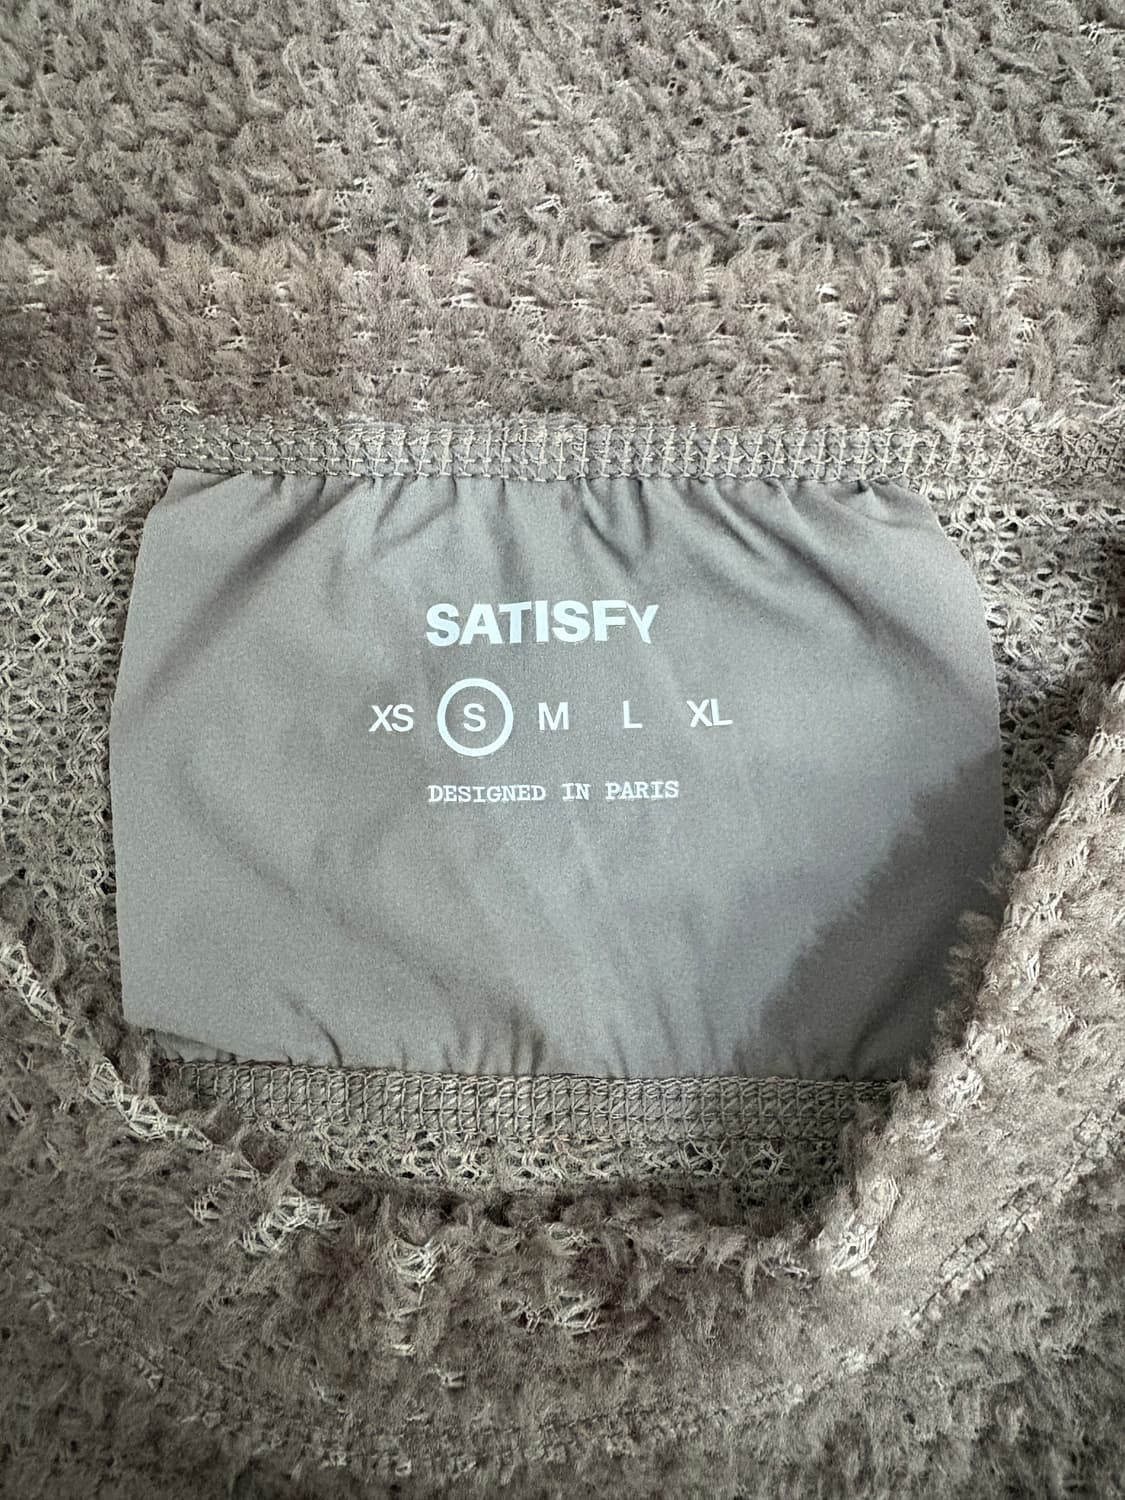 SATISFY
XS S M L XL
DESIGNED IN PARIS